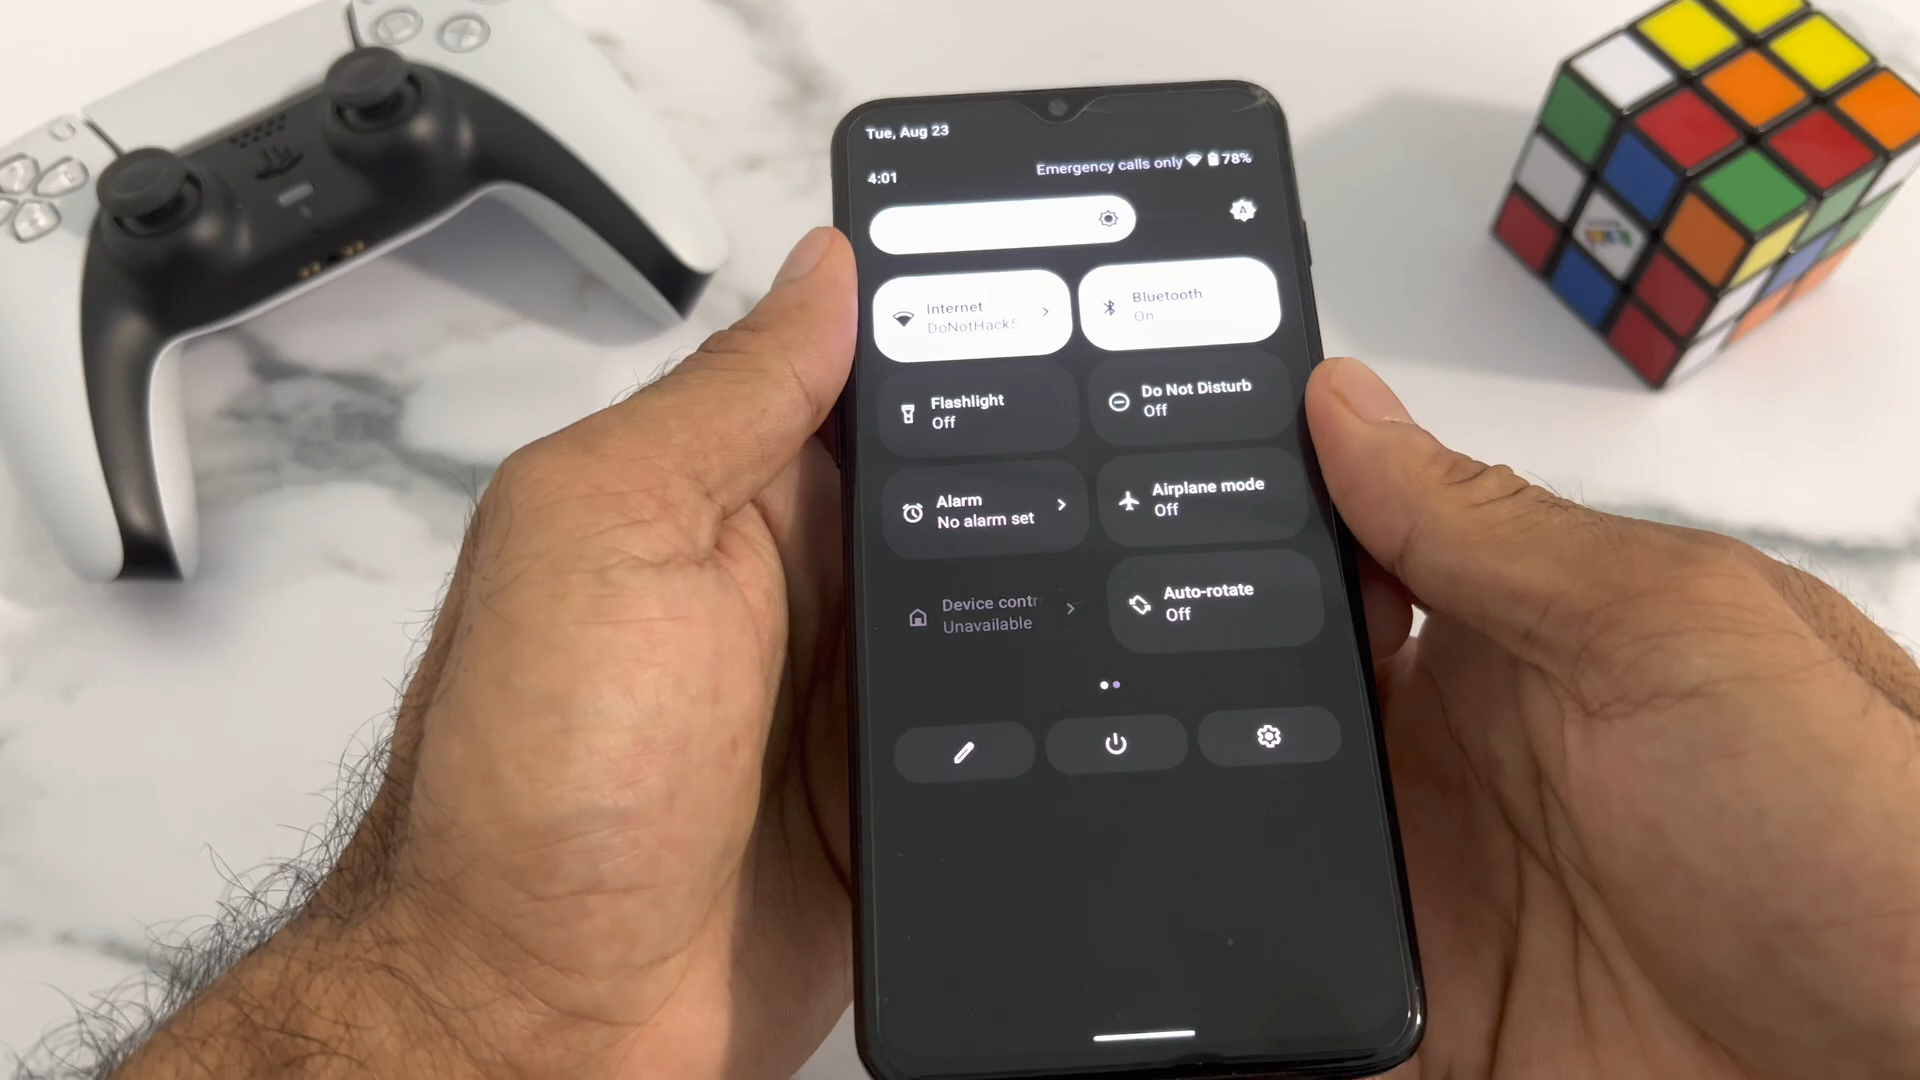 Tue, Aug 23
4:01
Emergency calls only 78%
A
Internet
DoNotHack5
Bluetooth
On
Flashlight
Off
Do Not Disturb
Off
Alarm
No alarm set
Airplane mode
Off
Device contr
Unavailable
Auto-rotate
Off